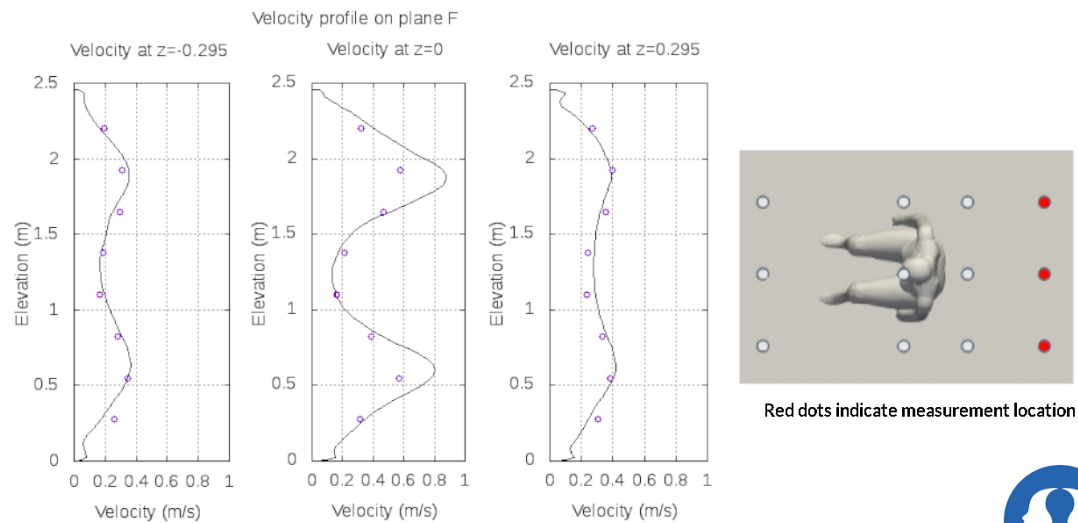 Velocity profile on plane F
Velocity at z=-0.295
Velocity at z=0
Velocity at z=0.295
2.5
2
1.5
1
0.5
0
Elevation (m)
0 0.2 0.4 0.6 0.8 1
Velocity (m/s)
2.5
2
1.5
1
0.5
0
Elevation (m)
0 0.2 0.4 0.6 0.8 1
Velocity (m/s)
2.5
2
1.5
1
0.5
0
Elevation (m)
0 0.2 0.4 0.6 0.8 1
Velocity (m/s)
Red dots indicate measurement location